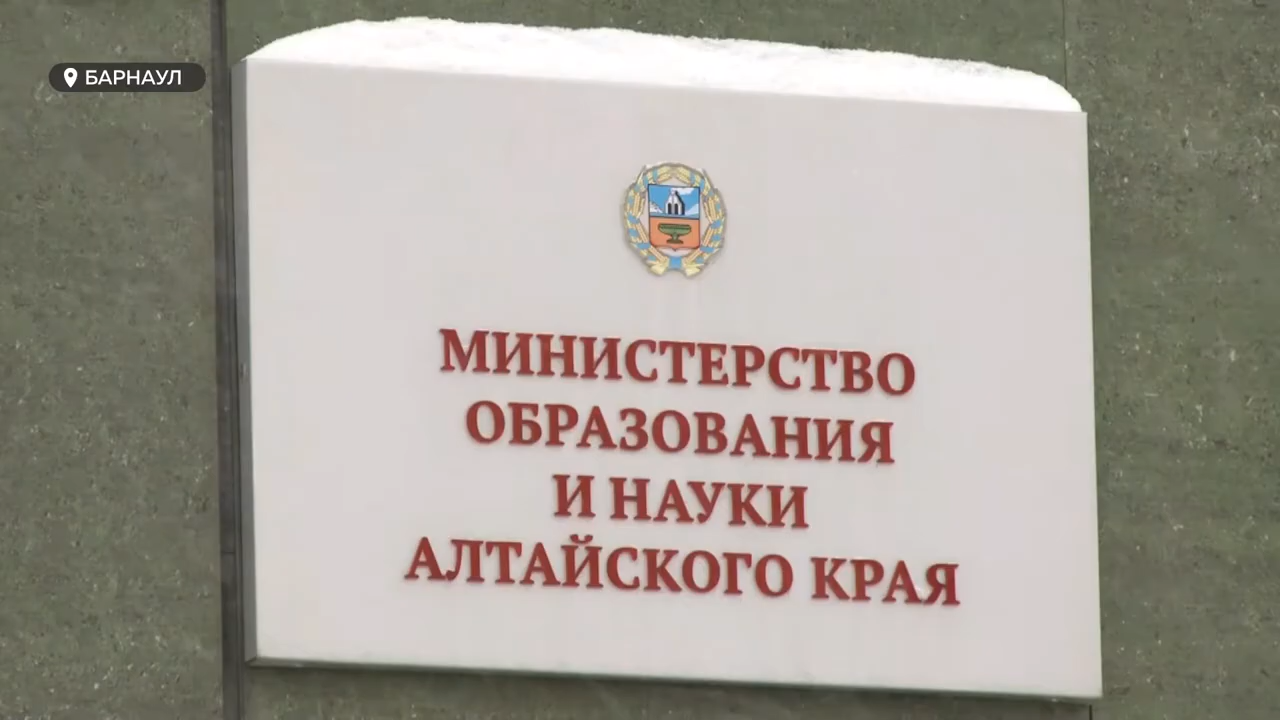 БАРНАУЛ
МИНИСТЕРСТВО
ОБРАЗОВАНИЯ
И НАУКИ
АЛТАЙСКОГО КРАЯ